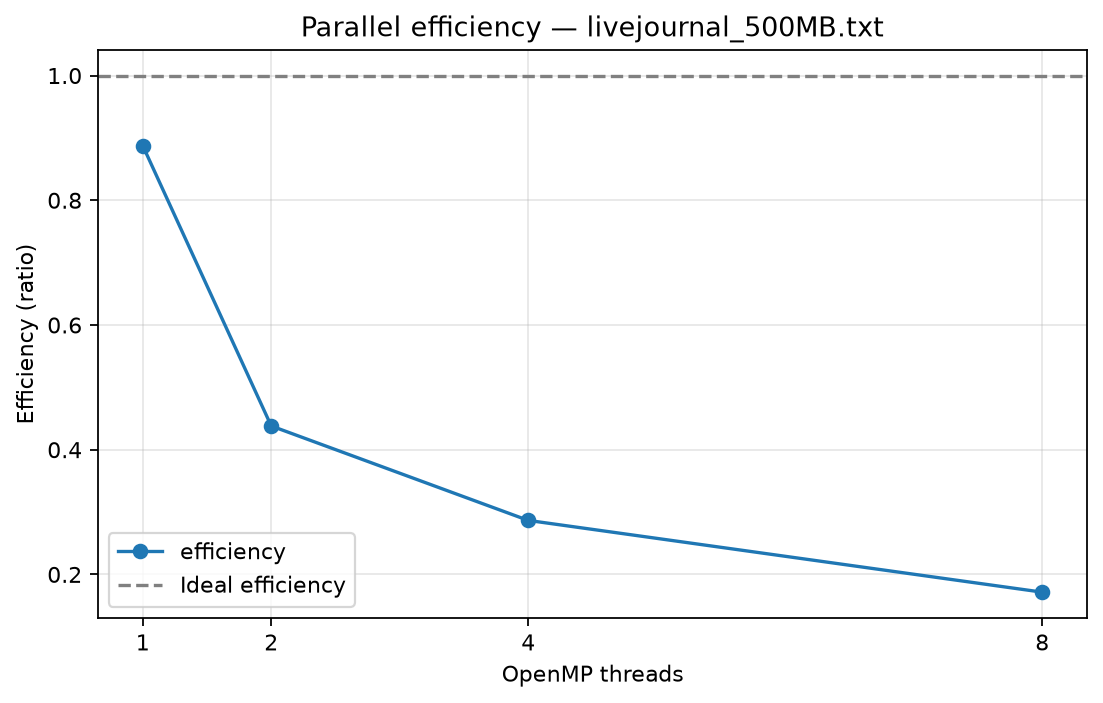 Parallel efficiency — livejournal_500MB.txt
1.0
0.8
0.6
0.4
0.2
Efficiency (ratio)
efficiency
Ideal efficiency
1 2 4 8
OpenMP threads